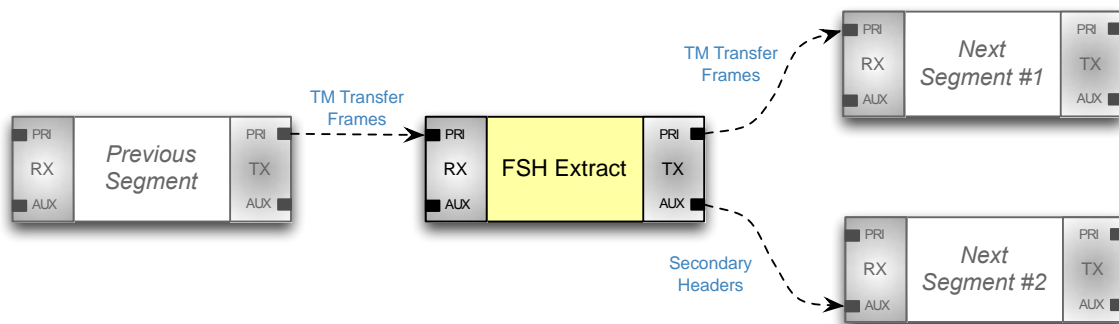 PRI
RX
AUX
Previous
Segment
PRI
TX
AUX
TM Transfer
Frames
PRI
RX
AUX
FSH Extract
PRI
TX
AUX
TM Transfer
Frames
PRI
RX
AUX
Next
Segment #1
PRI
TX
AUX
Secondary
Headers
PRI
RX
AUX
Next
Segment #2
PRI
TX
AUX